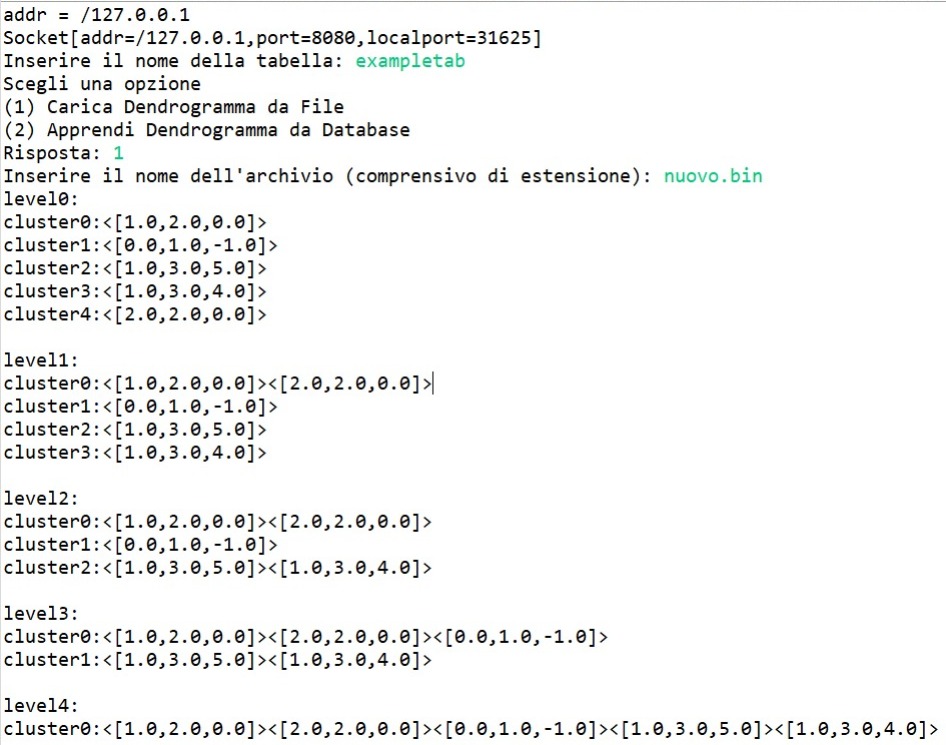 addr = /127.0.0.1
Socket[addr=/127.0.0.1,port=8080,localport=31625]
Inserire il nome della tabella: exampletab
Scegli una opzione
(1) Carica Dendrogramma da File
(2) Apprendi Dendrogramma da Database
Risposta: 1
Inserire il nome dell'archivio (comprensivo di estensione): nuovo.bin
level0:
cluster0:<[1.0,2.0,0.0]>
cluster1:<[0.0,1.0,-1.0]>
cluster2:<[1.0,3.0,5.0]>
cluster3:<[1.0,3.0,4.0]>
cluster4:<[2.0,2.0,0.0]>

level1:
cluster0:<[1.0,2.0,0.0]><[2.0,2.0,0.0]>
cluster1:<[0.0,1.0,-1.0]>
cluster2:<[1.0,3.0,5.0]>
cluster3:<[1.0,3.0,4.0]>

level2:
cluster0:<[1.0,2.0,0.0]><[2.0,2.0,0.0]>
cluster1:<[0.0,1.0,-1.0]>
cluster2:<[1.0,3.0,5.0]><[1.0,3.0,4.0]>

level3:
cluster0:<[1.0,2.0,0.0]><[2.0,2.0,0.0]><[0.0,1.0,-1.0]>
cluster1:<[1.0,3.0,5.0]><[1.0,3.0,4.0]>

level4:
cluster0:<[1.0,2.0,0.0]><[2.0,2.0,0.0]><[0.0,1.0,-1.0]><[1.0,3.0,5.0]><[1.0,3.0,4.0]>